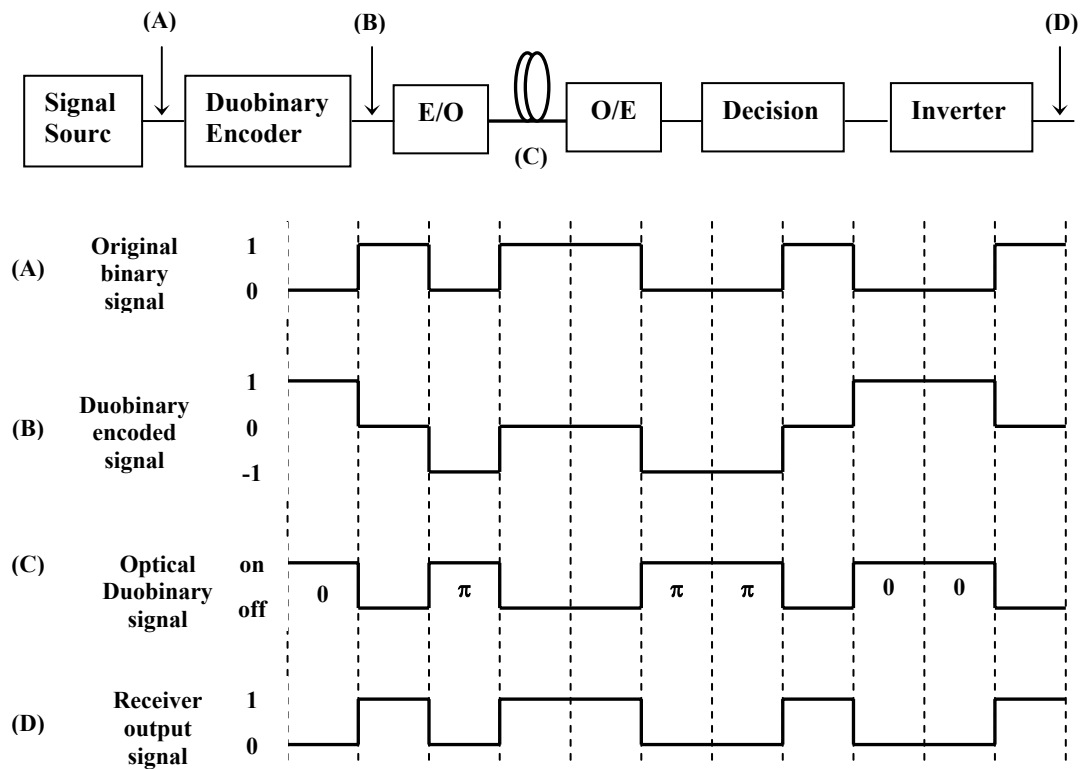 (A)
(B)
(D)
Signal
Sourc
Duobinary
Encoder
E/O
O/E
Decision
Inverter
(C)
(A)
Original
binary
signal
1
0
(B)
Duobinary
encoded
signal
1
0
-1
(C)
Optical
Duobinary
signal
on
off
0
π
π
π
0
0
(D)
Receiver
output
signal
1
0